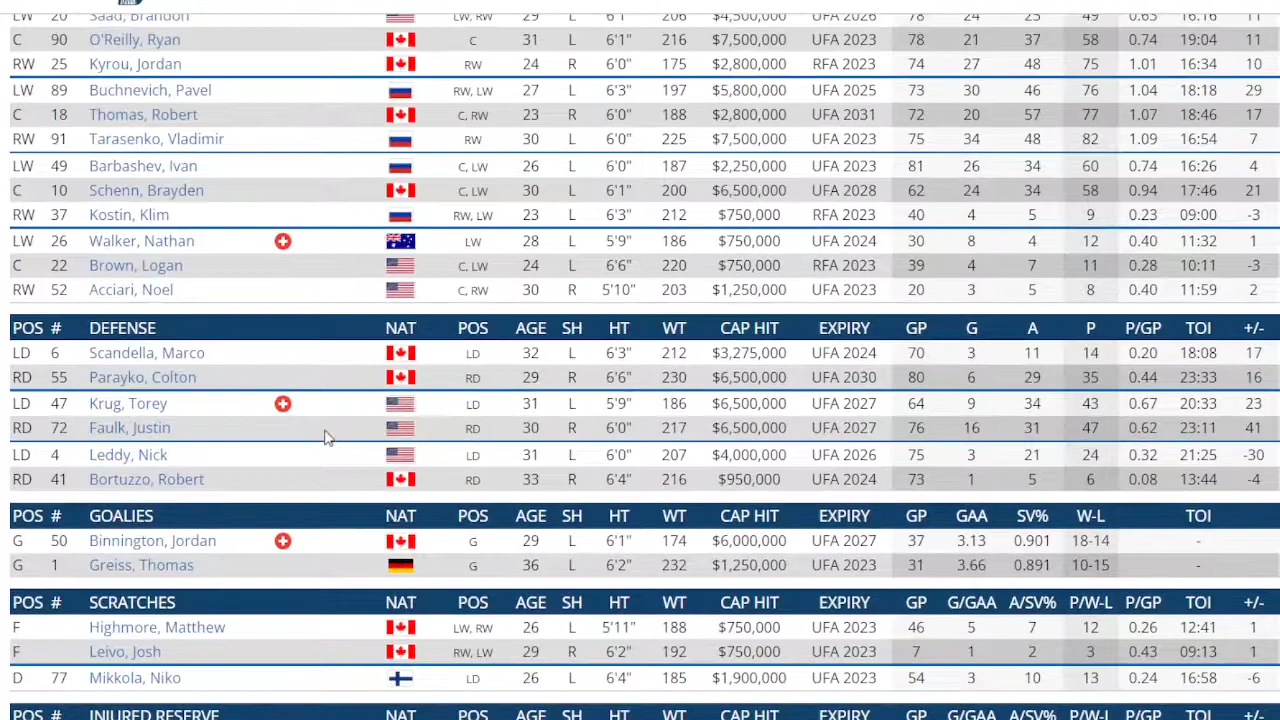 LW 20 Saad, Brandon LW, RW 29 L 6'1" 206 $4,500,000 UFA 2026 78 24 25 0.63 16:16 11
C 90 O'Reilly, Ryan C 31 L 6'1" 216 $7,500,000 UFA 2023 78 21 37 0.74 19:04 11
RW 25 Kyrou, Jordan RW 24 R 6'0" 175 $2,800,000 RFA 2023 74 27 48 75 1.01 16:34 10
LW 89 Buchnevich, Pavel RW, LW 27 L 6'3" 197 $5,800,000 UFA 2025 73 30 46 1.04 18:18 29
C 18 Thomas, Robert C, RW 23 R 6'0" 188 $2,800,000 UFA 2031 72 20 57 1.07 18:46 17
RW 91 Tarasenko, Vladimir RW 30 L 6'0" 225 $7,500,000 UFA 2023 75 34 48 82 1.09 16:54 7
LW 49 Barbashev, Ivan C, LW 26 L 6'0" 187 $2,250,000 UFA 2023 81 26 34 0.74 16:26 4
C 10 Schenn, Brayden C, LW 30 L 6'1" 200 $6,500,000 UFA 2028 62 24 34 0.94 17:46 21
RW 37 Kostin, Klim RW, LW 23 L 6'3" 212 $750,000 RFA 2023 40 4 5 0.23 09:00 -3
LW 26 Walker, Nathan LW 28 L 5'9" 186 $750,000 UFA 2024 30 8 4 0.40 11:32 1
C 22 Brown, Logan C, LW 24 L 6'6" 220 $750,000 RFA 2023 39 4 7 0.28 10:11 -3
RW 52 Acciari, Noel C, RW 30 R 5'10" 203 $1,250,000 UFA 2023 20 3 5 0.40 11:59 2
POS # DEFENSE NAT POS AGE SH HT WT CAP HIT EXPIRY GP G A P P/GP TOI +/-
LD 6 Scandella, Marco LD 32 L 6'3" 212 $3,275,000 UFA 2024 70 3 11 0.20 18:08 17
RD 55 Parayko, Colton RD 29 R 6'6" 230 $6,500,000 UFA 2030 80 6 29 0.44 23:33 16
LD 47 Krug, Torey LD 31 L 5'9" 186 $6,500,000 UFA 2027 64 9 34 0.67 20:33 23
RD 72 Faulk, Justin RD 30 R 6'0" 217 $6,500,000 UFA 2027 76 16 31 0.62 23:11 41
LD 4 Leddy, Nick LD 31 L 6'0" 207 $4,000,000 UFA 2026 75 3 21 0.32 21:25 -30
RD 41 Bortuzzo, Robert RD 33 R 6'4" 216 $950,000 UFA 2024 73 1 5 6 0.08 13:44 -4
POS # GOALIES NAT POS AGE SH HT WT CAP HIT EXPIRY GP GAA SV% W-L TOI
G 50 Binnington, Jordan G 29 L 6'1" 174 $6,000,000 UFA 2027 37 3.13 0.901 18-14 -
G 1 Greiss, Thomas G 36 L 6'2" 232 $1,250,000 UFA 2023 31 3.66 0.891 10-15 -
POS # SCRATCHES NAT POS AGE SH HT WT CAP HIT EXPIRY GP G/GAA A/SV% P/W-L P/GP TOI +/-
F Highmore, Matthew LW, RW 26 L 5'11" 188 $750,000 UFA 2023 46 5 7 0.26 12:41 1
F Leivo, Josh RW, LW 29 R 6'2" 192 $750,000 UFA 2023 7 1 2 0.43 09:13 1
D 77 Mikkola, Niko LD 26 L 6'4" 185 $1,900,000 UFA 2023 54 3 10 13 0.24 16:58 -6
POS # INJURED RESERVE NAT POS AGE SH HT WT CAP HIT EXPIRY GP G/GAA A/SV% P/W-L P/GP TOI +/-